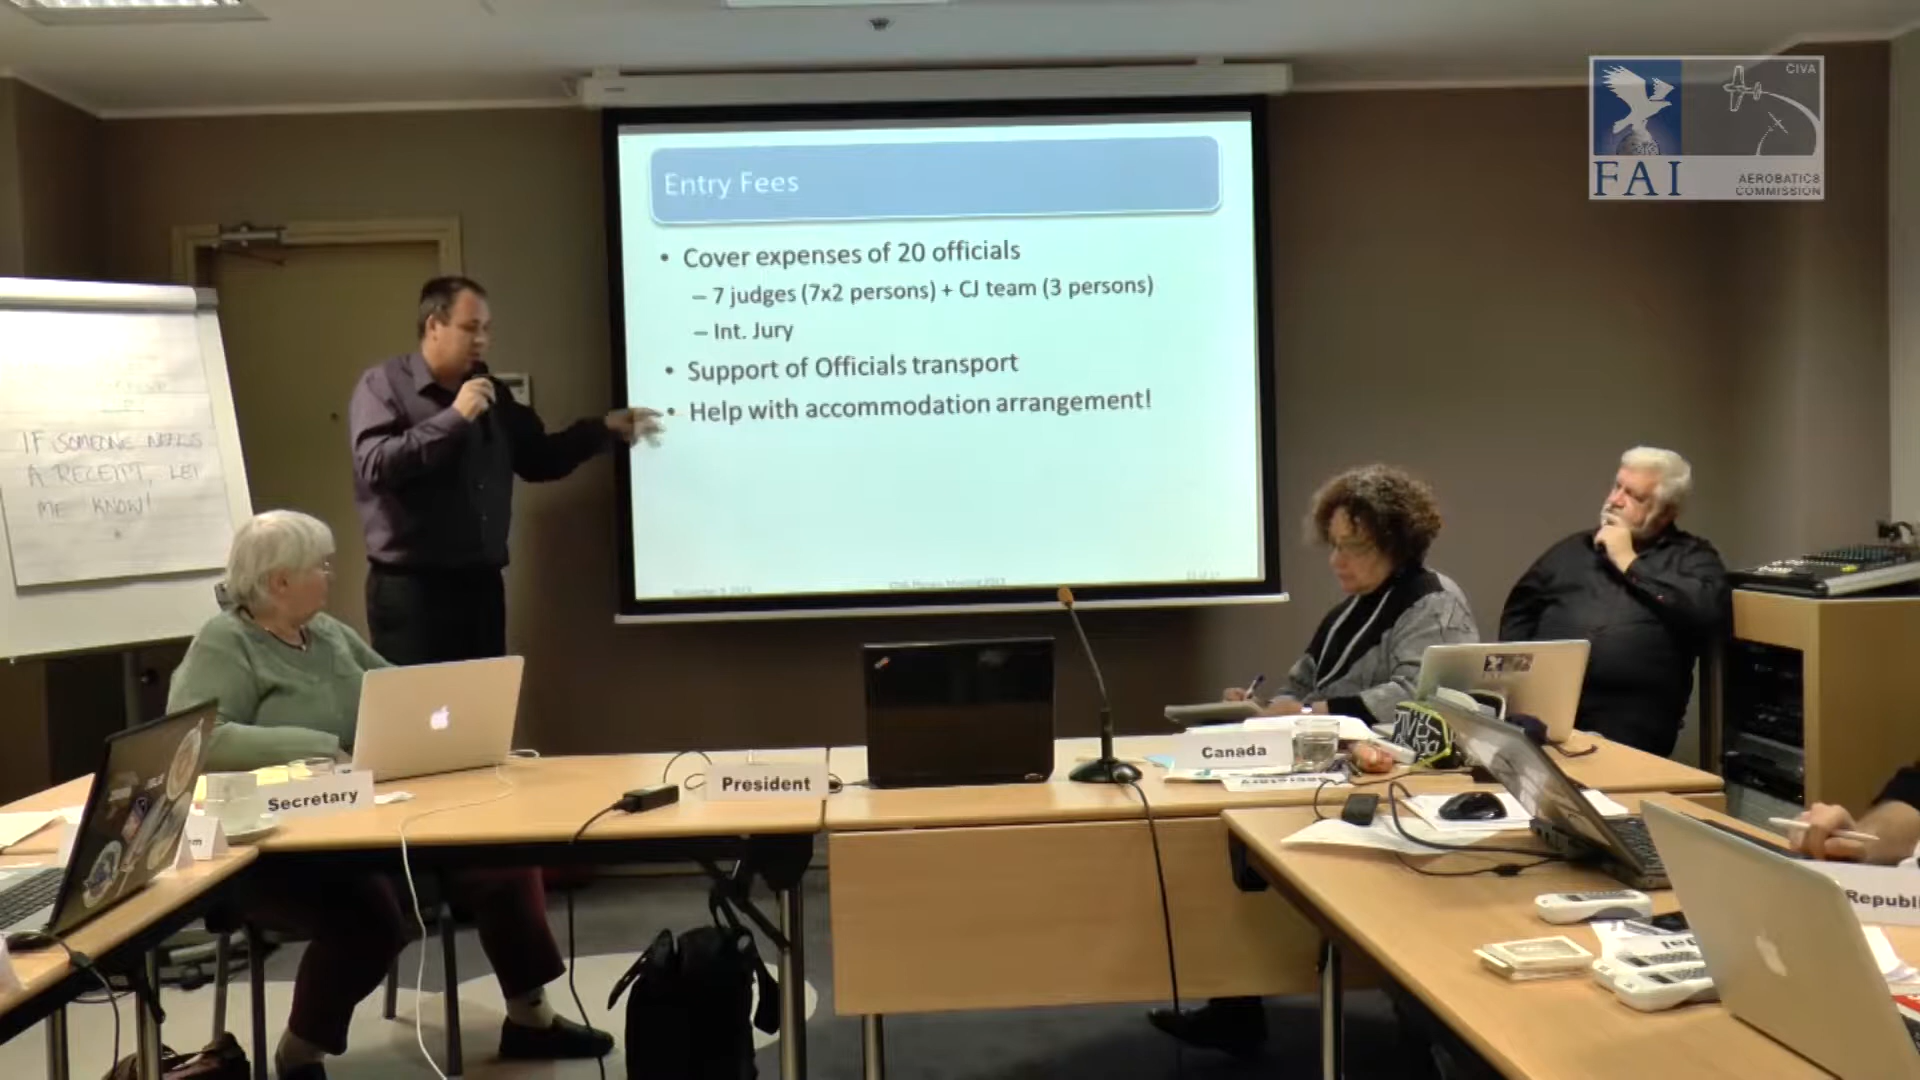 CIVA
FAI
AEROBATICS
COMMISSION
Entry Fees
• Cover expenses of 20 officials
– 7 judges (7x2 persons) + CJ team (3 persons)
– Int. Jury
• Support of Officials transport
• Help with accommodation arrangement!
IF SOMEONE NEEDS
A RECEIPT, LET
ME KNOW!
Secretary
President
Canada
Republi